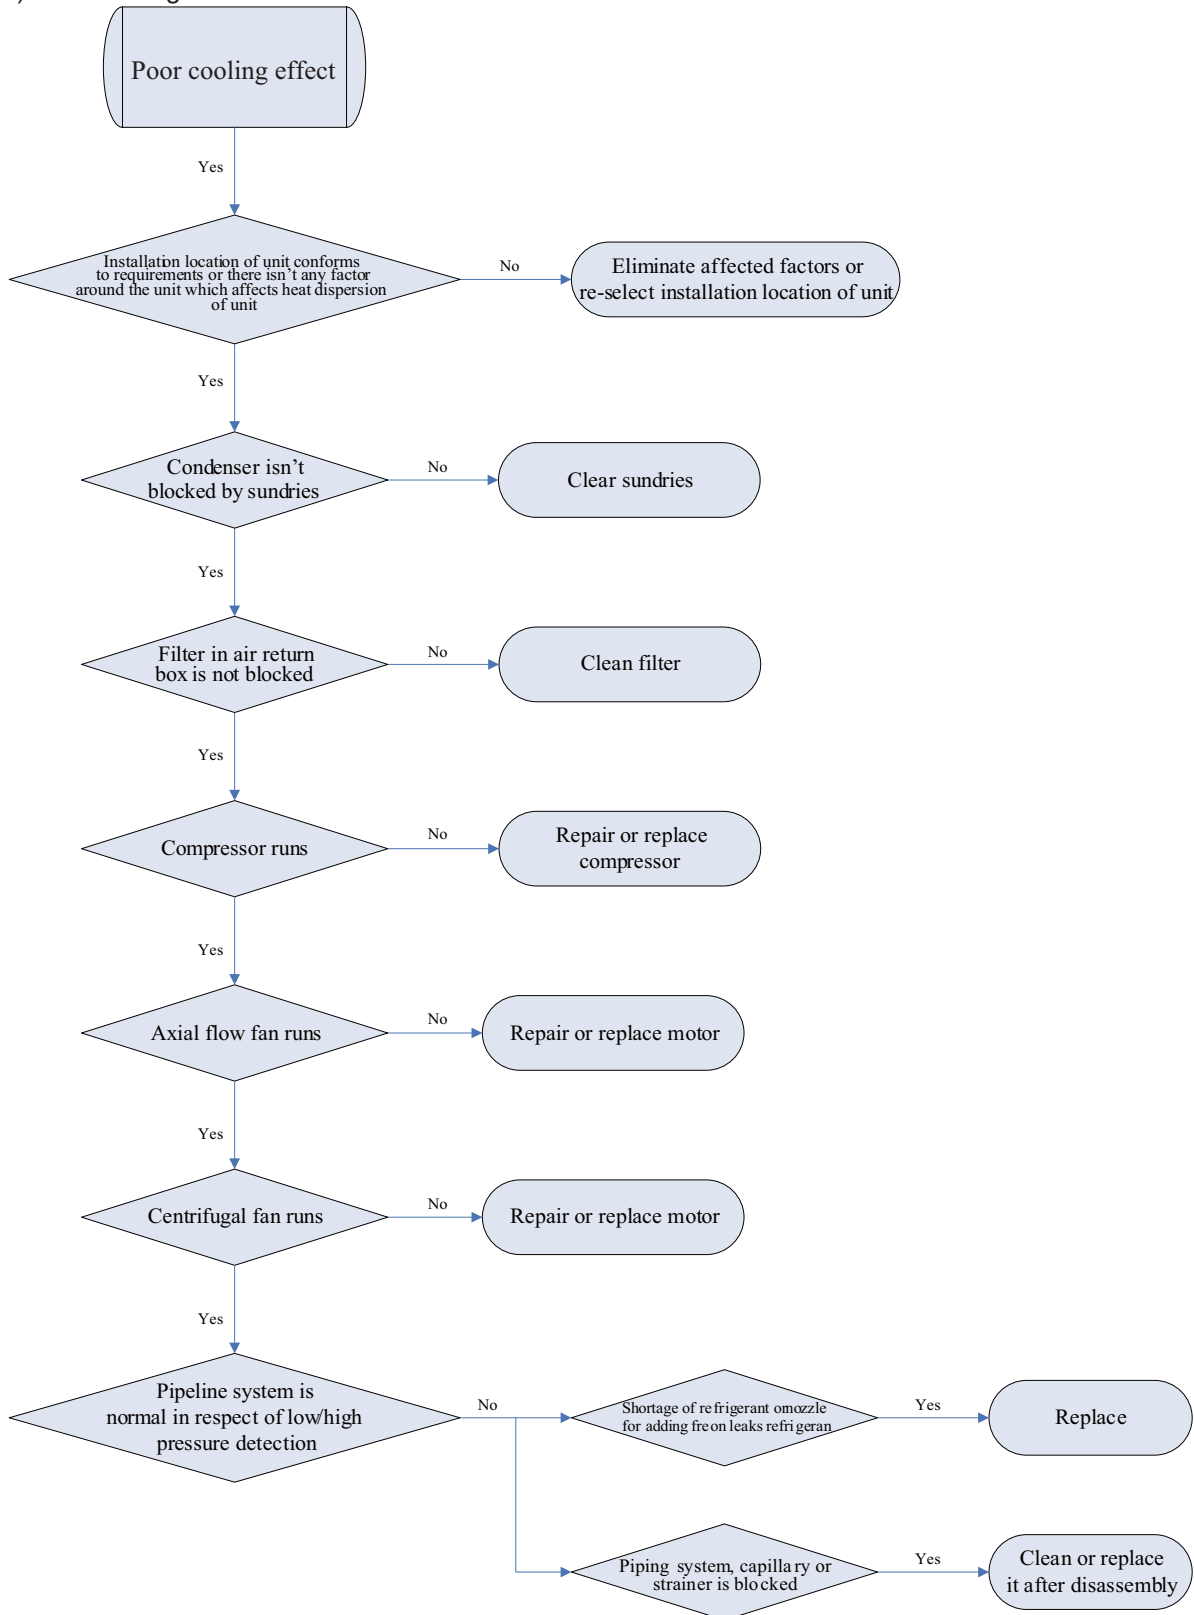 Poor cooling effect
Yes
Installation location of unit conforms
to requirements or there isn't any factor
around the unit which affects heat dispersion
of unit
No
Eliminate affected factors or
re-select installation location of unit
Yes
Condenser isn't
blocked by sundries
No
Clear sundries
Yes
Filter in air return
box is not blocked
No
Clean filter
Yes
Compressor runs
No
Repair or replace
compressor
Yes
Axial flow fan runs
No
Repair or replace motor
Yes
Centrifugal fan runs
No
Repair or replace motor
Yes
Pipeline system is
normal in respect of low/high
pressure detection
No
Shortage of refrigerant omozzle
for adding freon leaks refrigeran
Yes
Replace
Piping system, capillary or
strainer is blocked
Yes
Clean or replace
it after disassembly